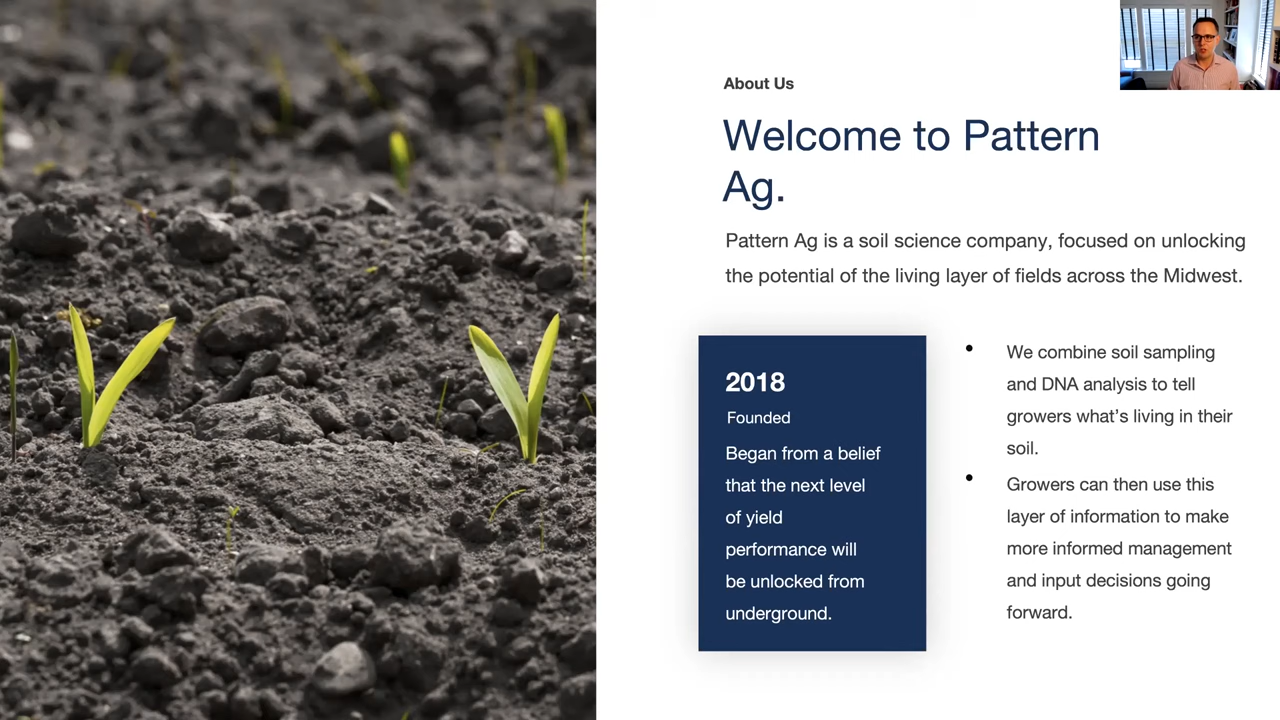 About Us
Welcome to Pattern
Ag.
Pattern Ag is a soil science company, focused on unlocking
the potential of the living layer of fields across the Midwest.
2018
Founded
Began from a belief
that the next level
of yield
performance will
be unlocked from
underground.
• We combine soil sampling
and DNA analysis to tell
growers what’s living in their
soil.
• Growers can then use this
layer of information to make
more informed management
and input decisions going
forward.